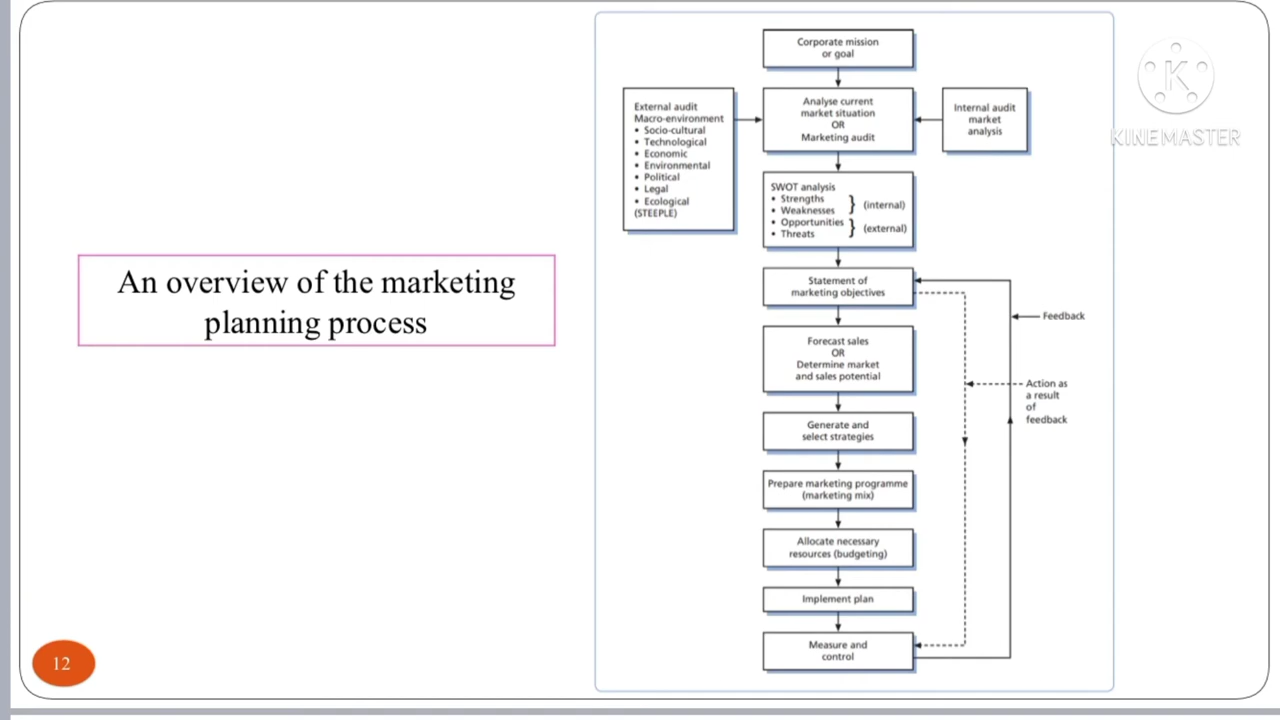 An overview of the marketing
planning process
12
Corporate mission
or goal
External audit
Macro-environment
• Socio-cultural
• Technological
• Economic
• Environmental
• Political
• Legal
• Ecological
(STEEPLE)
Analyse current
market situation
OR
Marketing audit
Internal audit
market
analysis
SWOT analysis
• Strengths
• Weaknesses
(internal)
• Opportunities
• Threats
(external)
Statement of
marketing objectives
Feedback
Forecast sales
OR
Determine market
and sales potential
Action as
a result
of
feedback
Generate and
select strategies
Prepare marketing programme
(marketing mix)
Allocate necessary
resources (budgeting)
Implement plan
Measure and
control
K
KINEMASTER